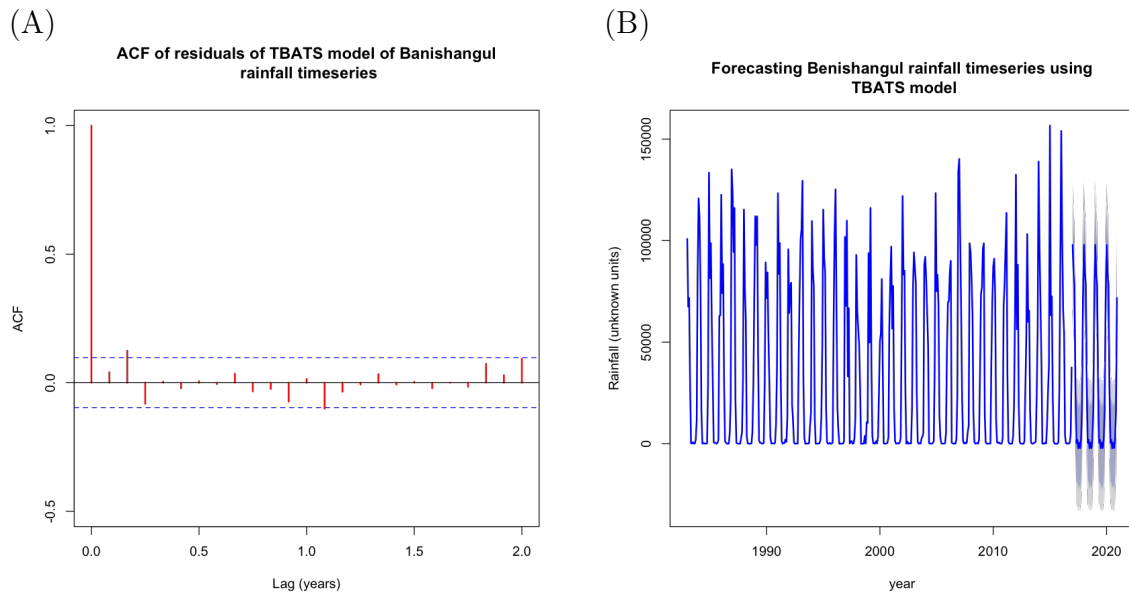 (A)
ACF of residuals of TBATS model of Banishangul
rainfall timeseries
1.0
0.5
0.0
-0.5
ACF
0.0 0.5 1.0 1.5 2.0
Lag (years)
(B)
Forecasting Benishangul rainfall timeseries using
TBATS model
150000
100000
50000
0
Rainfall (unknown units)
1990 2000 2010 2020
year